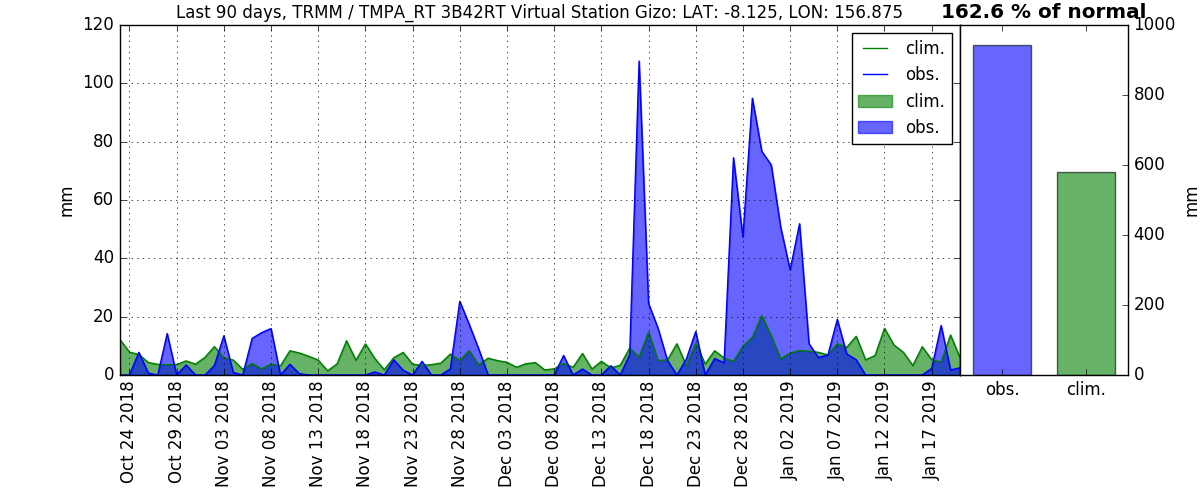 Last 90 days, TRMM / TMPA_RT 3B42RT Virtual Station Gizo: LAT: -8.125, LON: 156.875
162.6 % of normal
120
100
80
60
40
20
0
mm
clim.
obs.
clim.
obs.
1000
800
600
400
200
0
mm
obs.
clim.
Oct 24 2018
Oct 29 2018
Nov 03 2018
Nov 08 2018
Nov 13 2018
Nov 18 2018
Nov 23 2018
Nov 28 2018
Dec 03 2018
Dec 08 2018
Dec 13 2018
Dec 18 2018
Dec 23 2018
Dec 28 2018
Jan 02 2019
Jan 07 2019
Jan 12 2019
Jan 17 2019